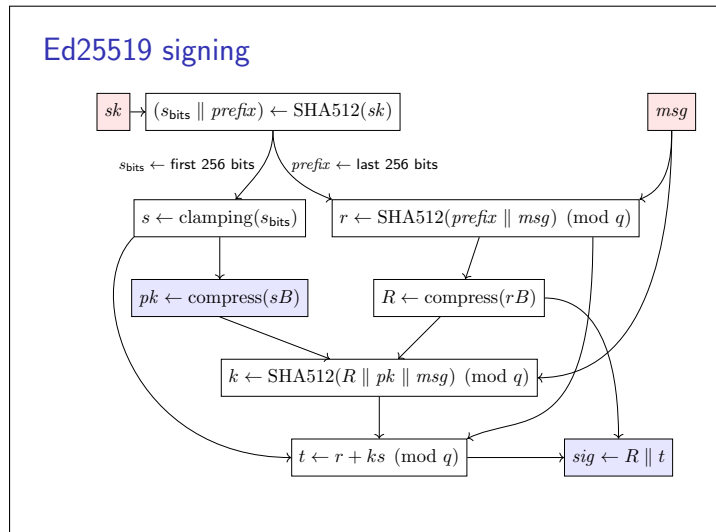 Ed25519 signing
sk
(s_bits ∥ prefix) ← SHA512(sk)
msg
s_bits ← first 256 bits
prefix ← last 256 bits
s ← clamping(s_bits)
r ← SHA512(prefix ∥ msg) (mod q)
pk ← compress(sB)
R ← compress(rB)
k ← SHA512(R ∥ pk ∥ msg) (mod q)
t ← r + ks (mod q)
sig ← R ∥ t